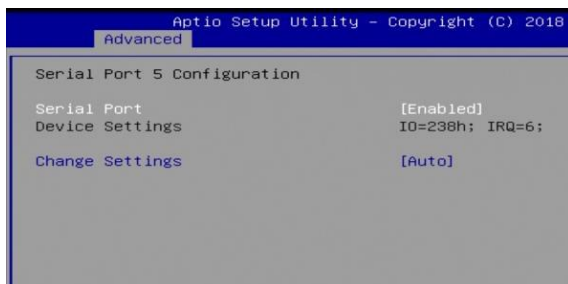 Aptio Setup Utility – Copyright (C) 2018
Advanced
Serial Port 5 Configuration
Serial Port [Enabled]
Device Settings IO=238h; IRQ=6;
Change Settings [Auto]